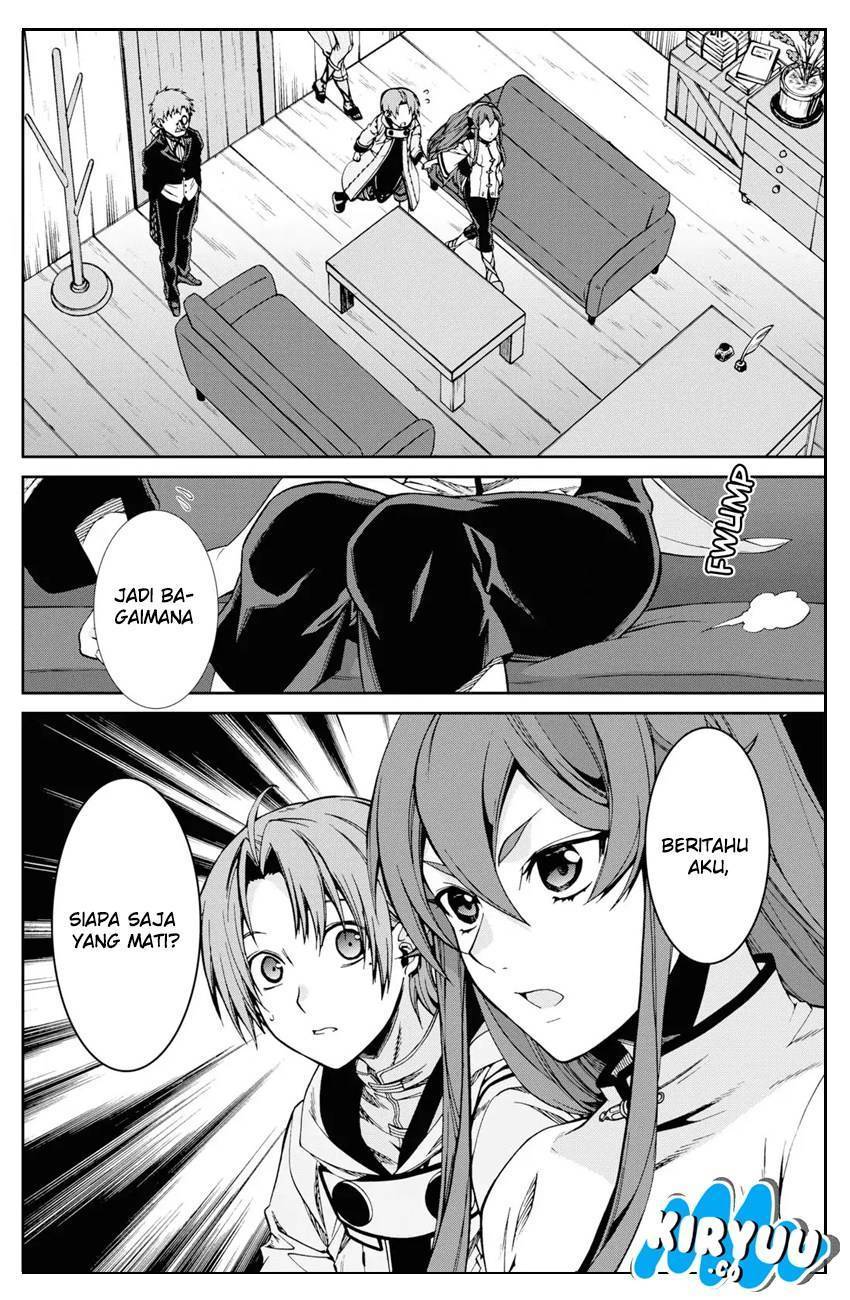 FWUMP
JADI BA-
GAIMANA
BERITAHU
AKU,
SIAPA SAJA
YANG MATI?
KIRYUU
.CO